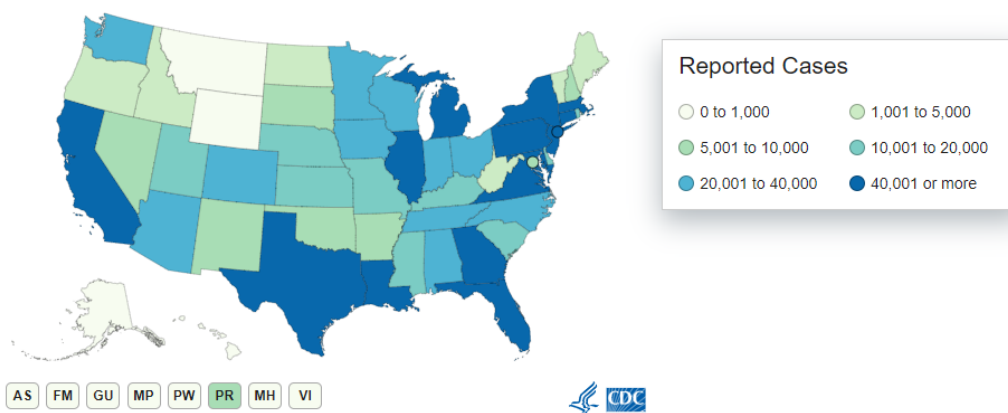 Reported Cases
0 to 1,000 1,001 to 5,000
5,001 to 10,000 10,001 to 20,000
20,001 to 40,000 40,001 or more
AS FM GU MP PW PR MH VI
CDC